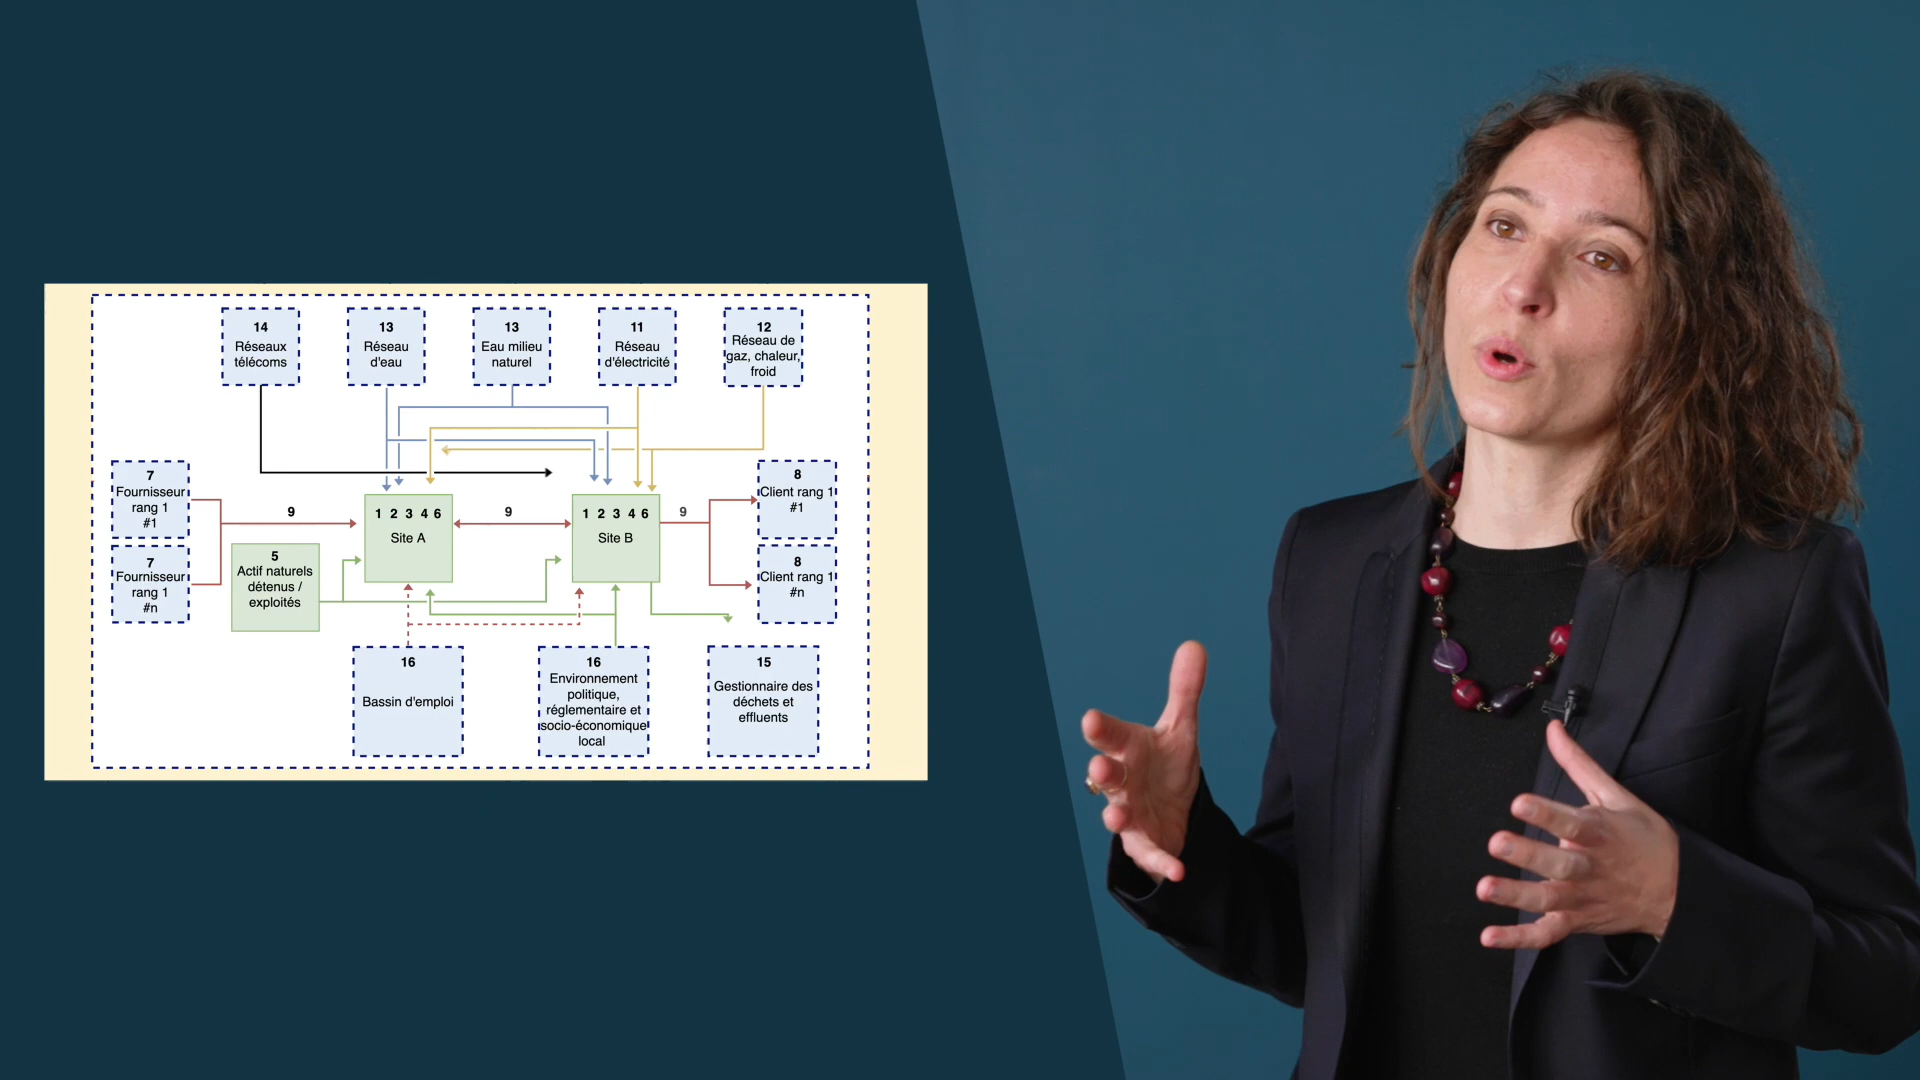 14
Réseaux
télécoms
13
Réseau
d'eau
13
Eau milieu
naturel
11
Réseau
d'électricité
12
Réseau de
gaz, chaleur,
froid
7
Fournisseur
rang 1
#1
7
Fournisseur
rang 1
#n
9
5
Actif naturels
détenus /
exploités
1 2 3 4 6
Site A
9
1 2 3 4 6
Site B
9
8
Client rang 1
#1
8
Client rang 1
#n
16
Bassin d'emploi
16
Environnement
politique,
réglementaire et
socio-économique
local
15
Gestionnaire des
déchets et
effluents